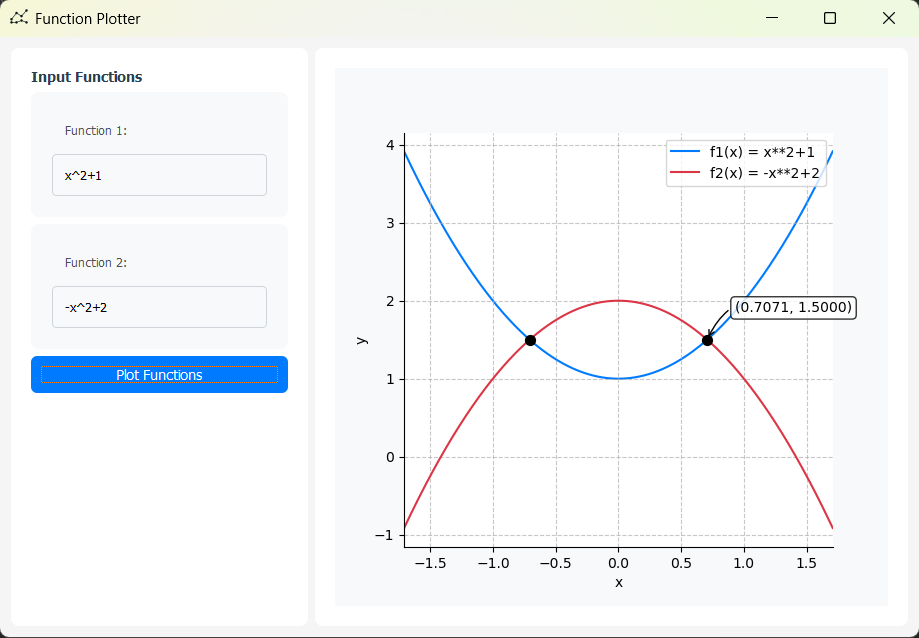 Function Plotter
Input Functions
Function 1:
x^2+1
Function 2:
-x^2+2
Plot Functions
f1(x) = x**2+1
f2(x) = -x**2+2
(0.7071, 1.5000)
4
3
2
1
0
−1
y
−1.5 −1.0 −0.5 0.0 0.5 1.0 1.5
x